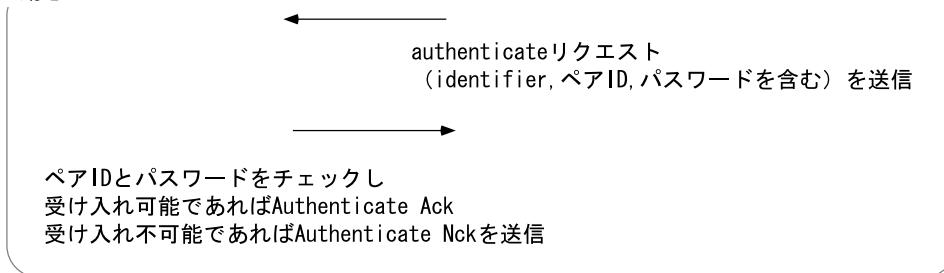 authenticateリクエスト
(identifier,ペアID,パスワードを含む) を送信
ペアIDとパスワードをチェックし
受け入れ可能であればAuthenticate Ack
受け入れ不可能であればAuthenticate Nckを送信